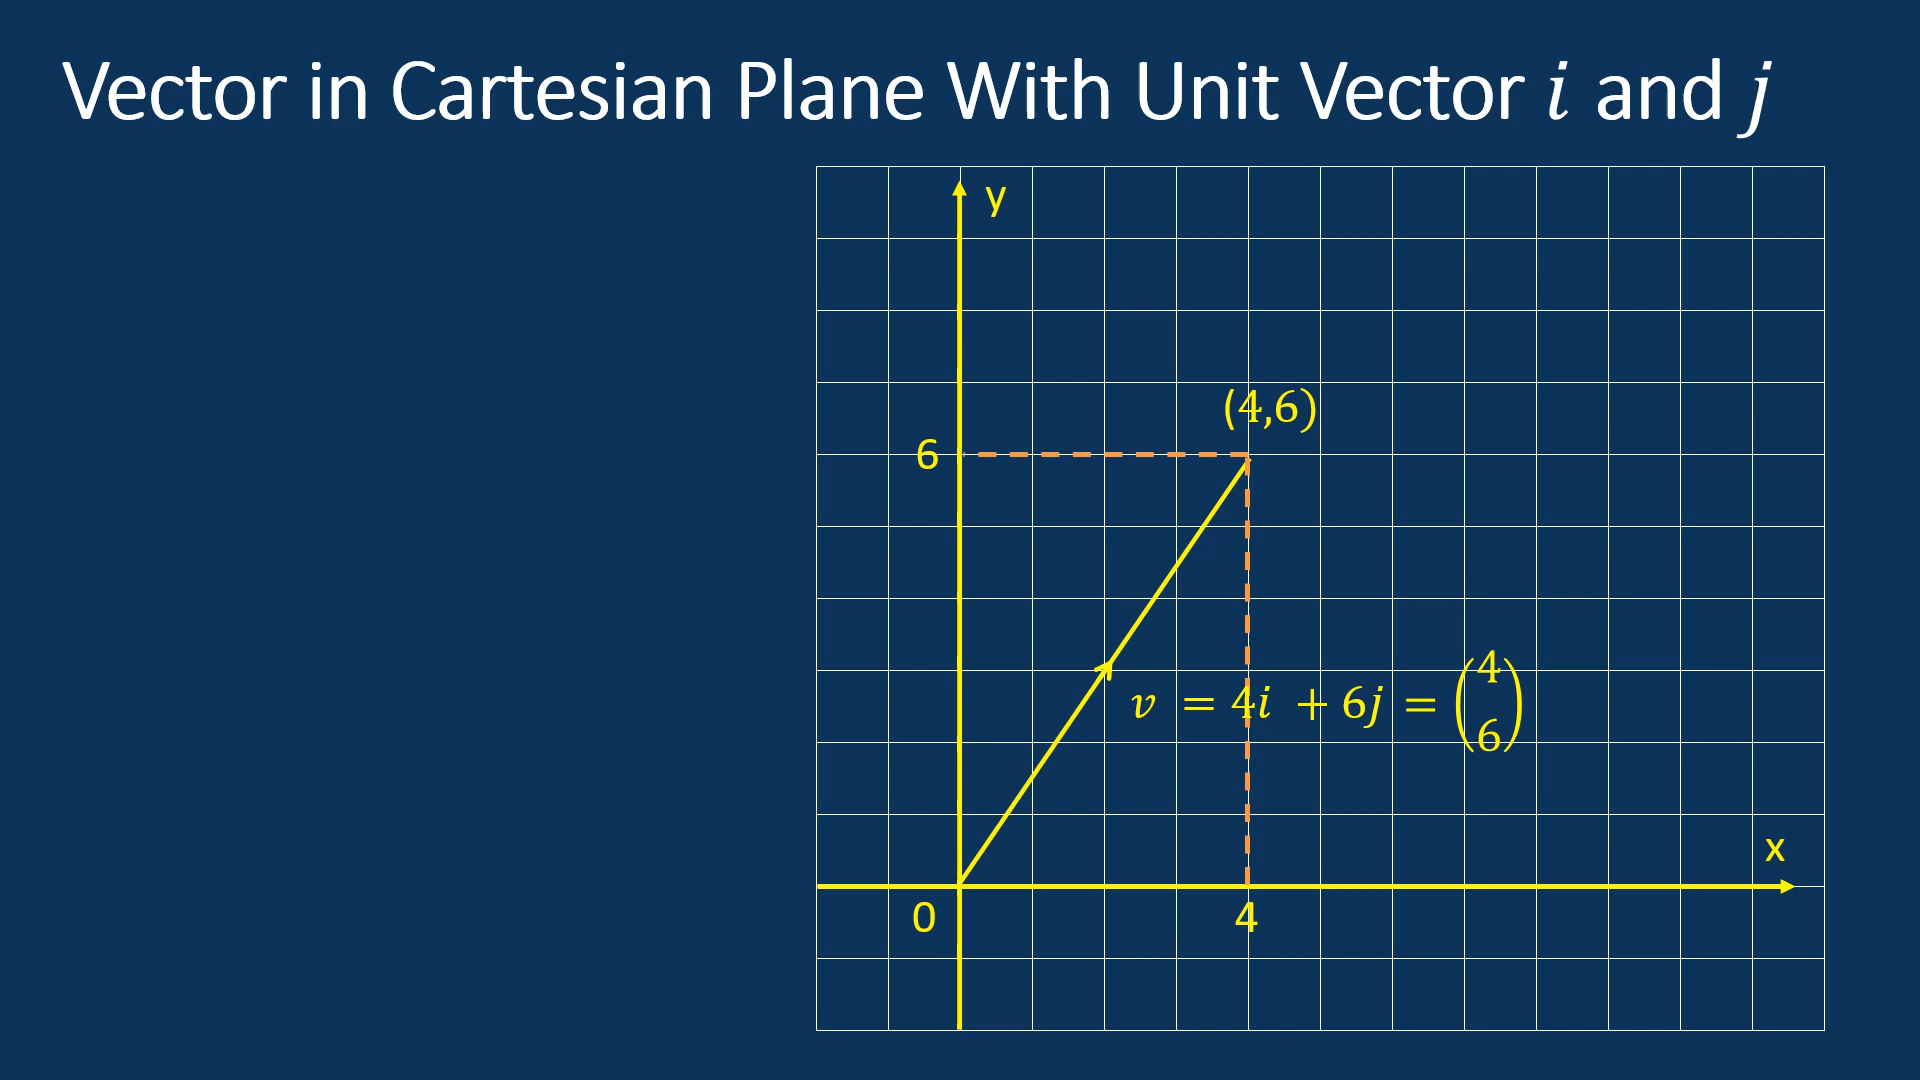 Vector in Cartesian Plane With Unit Vector i and j
y
(4,6)
6
v = 4i + 6j = (4
6)
x
0
4